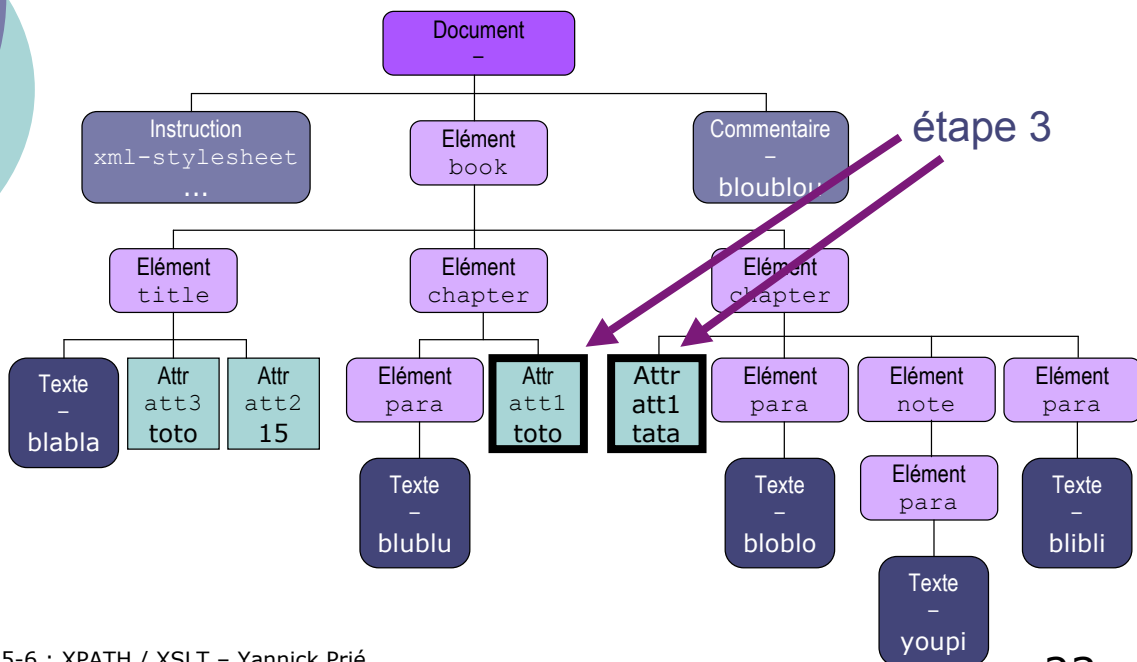 Document
–
Instruction
xml-stylesheet
...
Elément
book
Commentaire
–
bloublou
étape 3
Elément
title
Elément
chapter
Elément
chapter
Texte
–
blabla
Attr
att3
toto
Attr
att2
15
Elément
para
Attr
att1
toto
Attr
att1
tata
Elément
para
Elément
note
Elément
para
Texte
–
blublu
Texte
–
bloblo
Elément
para
Texte
–
blibli
Texte
–
youpi
5-6 : XPATH / XSLT – Yannick Prié